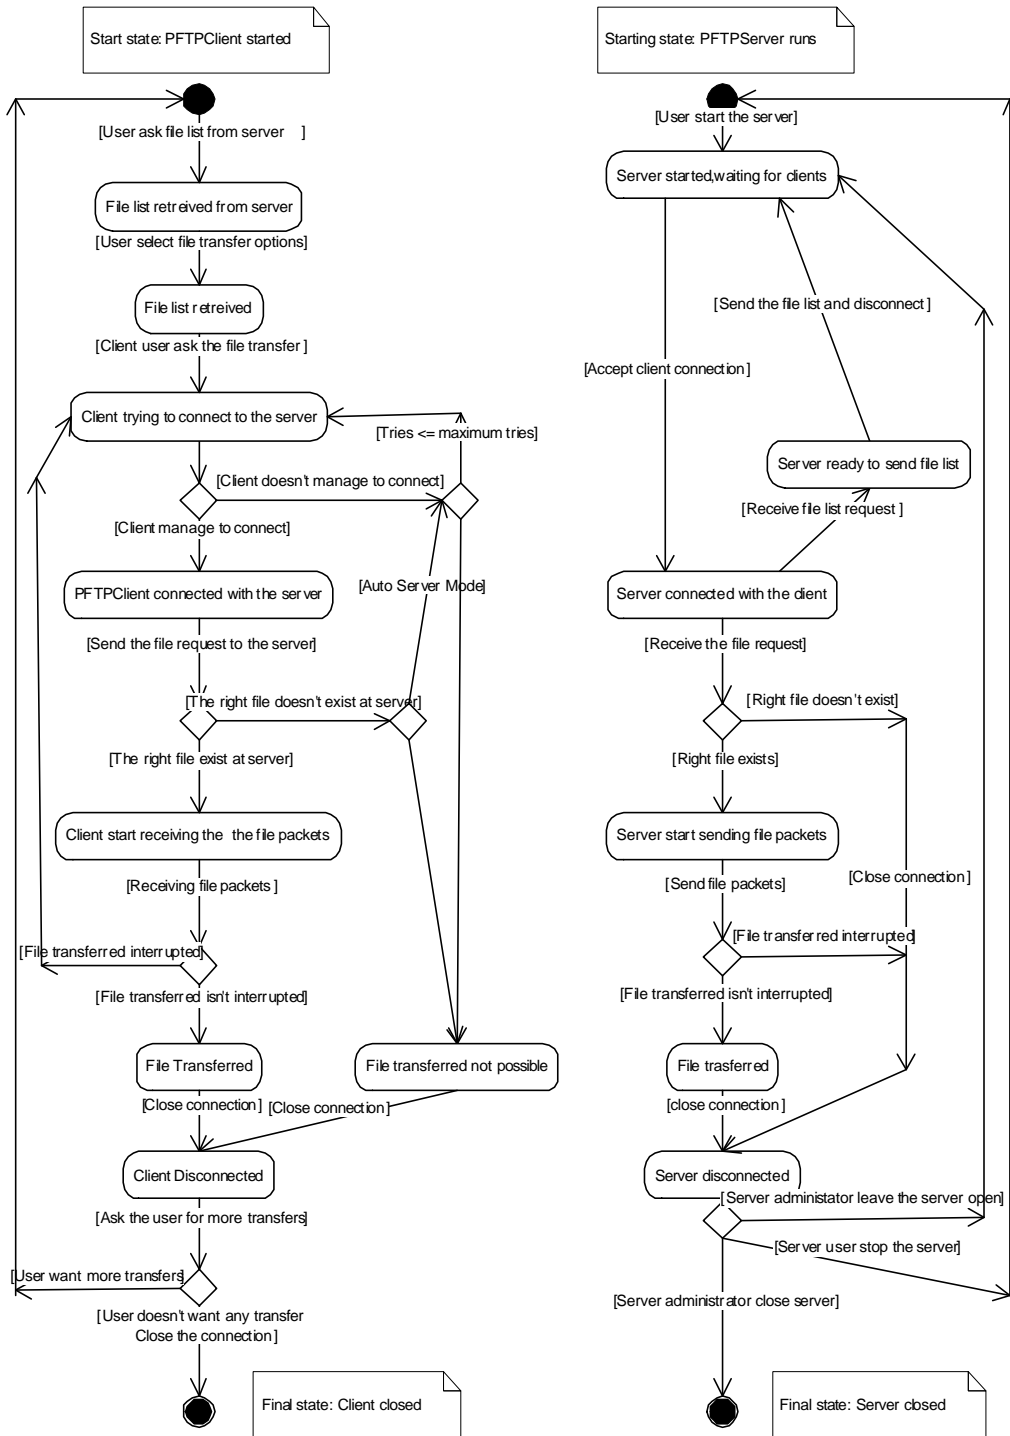 Start state: PFTPClient started
[User ask file list from server ]
File list retreived from server
[User select file transfer options]
File list retreived
[Client user ask the file transfer ]
Client trying to connect to the server
[Tries <= maximum tries]
[Client doesn't manage to connect]
[Client manage to connect]
PFTPClient connected with the server
[Auto Server Mode]
[Send the file request to the server]
[The right file doesn't exist at server]
[The right file exist at server]
Client start receiving the the file packets
[Receiving file packets ]
[File transferred interrupted]
[File transferred isn't interrupted]
File Transferred
File transferred not possible
[Close connection]
[Close connection]
Client Disconnected
[Ask the user for more transfers]
[User want more transfers]
[User doesn't want any transfer
Close the connection ]
Final state: Client closed
Starting state: PFTPServer runs
[User start the server]
Server started,waiting for clients
[Send the file list and disconnect ]
[Accept client connection ]
Server ready to send file list
[Receive file list request ]
Server connected with the client
[Receive the file request]
[Right file doesn't exist]
[Right file exists]
Server start sending file packets
[Close connection ]
[Send file packets]
[File transferred interrupted]
[File transferred isn't interrupted]
File trasferred
[close connection]
Server disconnected
[Server administator leave the server open]
[Server user stop the server]
[Server administrator close server]
Final state: Server closed